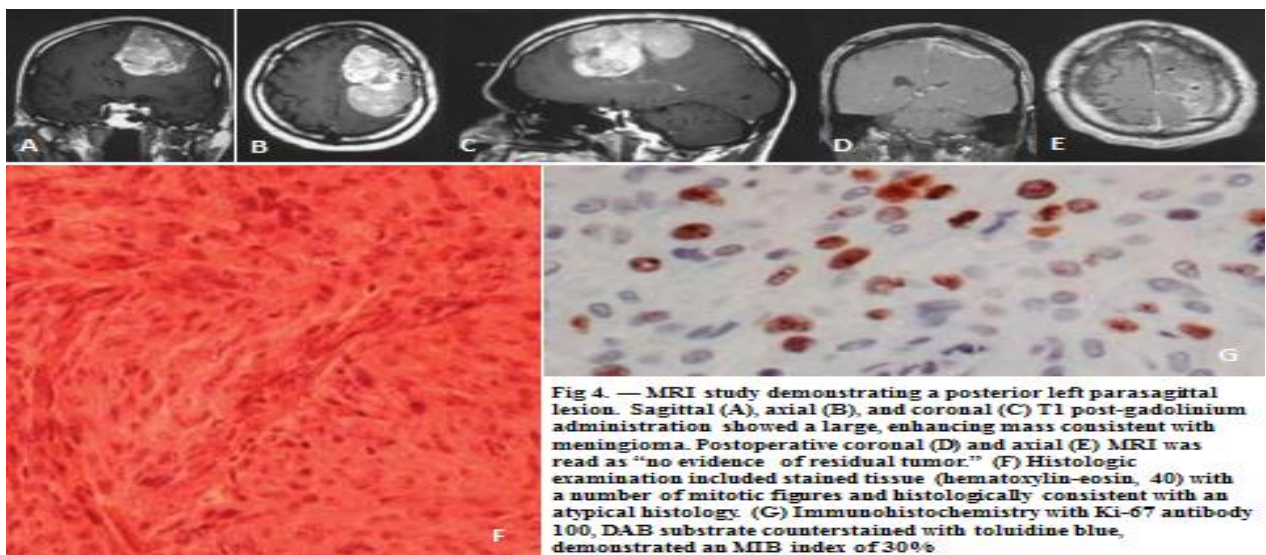 A
B
C
D
E
F
G
Fig 4. — MRI study demonstrating a posterior left parasagittal
lesion. Sagittal (A), axial (B), and coronal (C) T1 post-gadolinium
administration showed a large, enhancing mass consistent with
meningioma. Postoperative coronal (D) and axial (E) MRI was
read as “no evidence of residual tumor.” (F) Histologic
examination included stained tissue (hematoxylin-eosin, 40) with
a number of mitotic figures and histologically consistent with an
atypical histology. (G) Immunohistochemistry with Ki-67 antibody
100, DAB substrate counterstained with toluidine blue,
demonstrated an MIB index of 30%